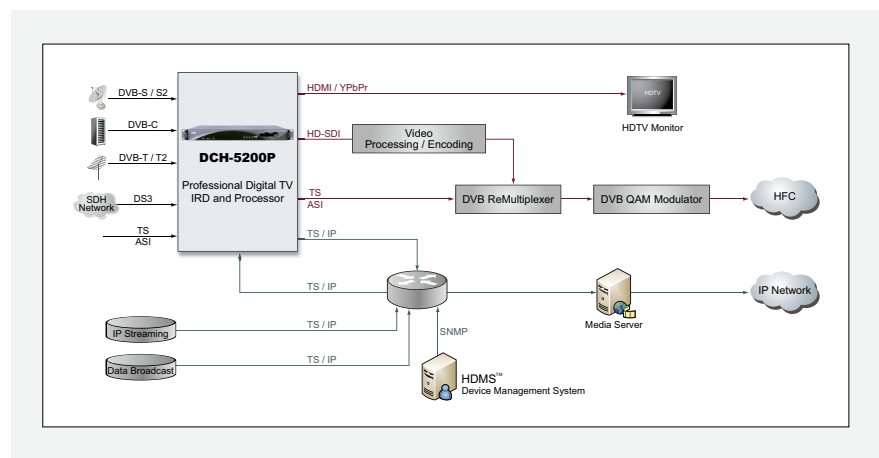 DVB-S / S2
DVB-C
DVB-T / T2
SDH
Network
DS3
TS
ASI
DCH-5200P
Professional Digital TV
IRD and Processor
HDMI / YPbPr
HDTV
HDTV Monitor
HD-SDI
Video
Processing / Encoding
TS
ASI
DVB ReMultiplexer
DVB QAM Modulator
HFC
TS / IP
TS / IP
Media Server
IP Network
IP Streaming
TS / IP
SNMP
Data Broadcast
TS / IP
HDMS™
Device Management System